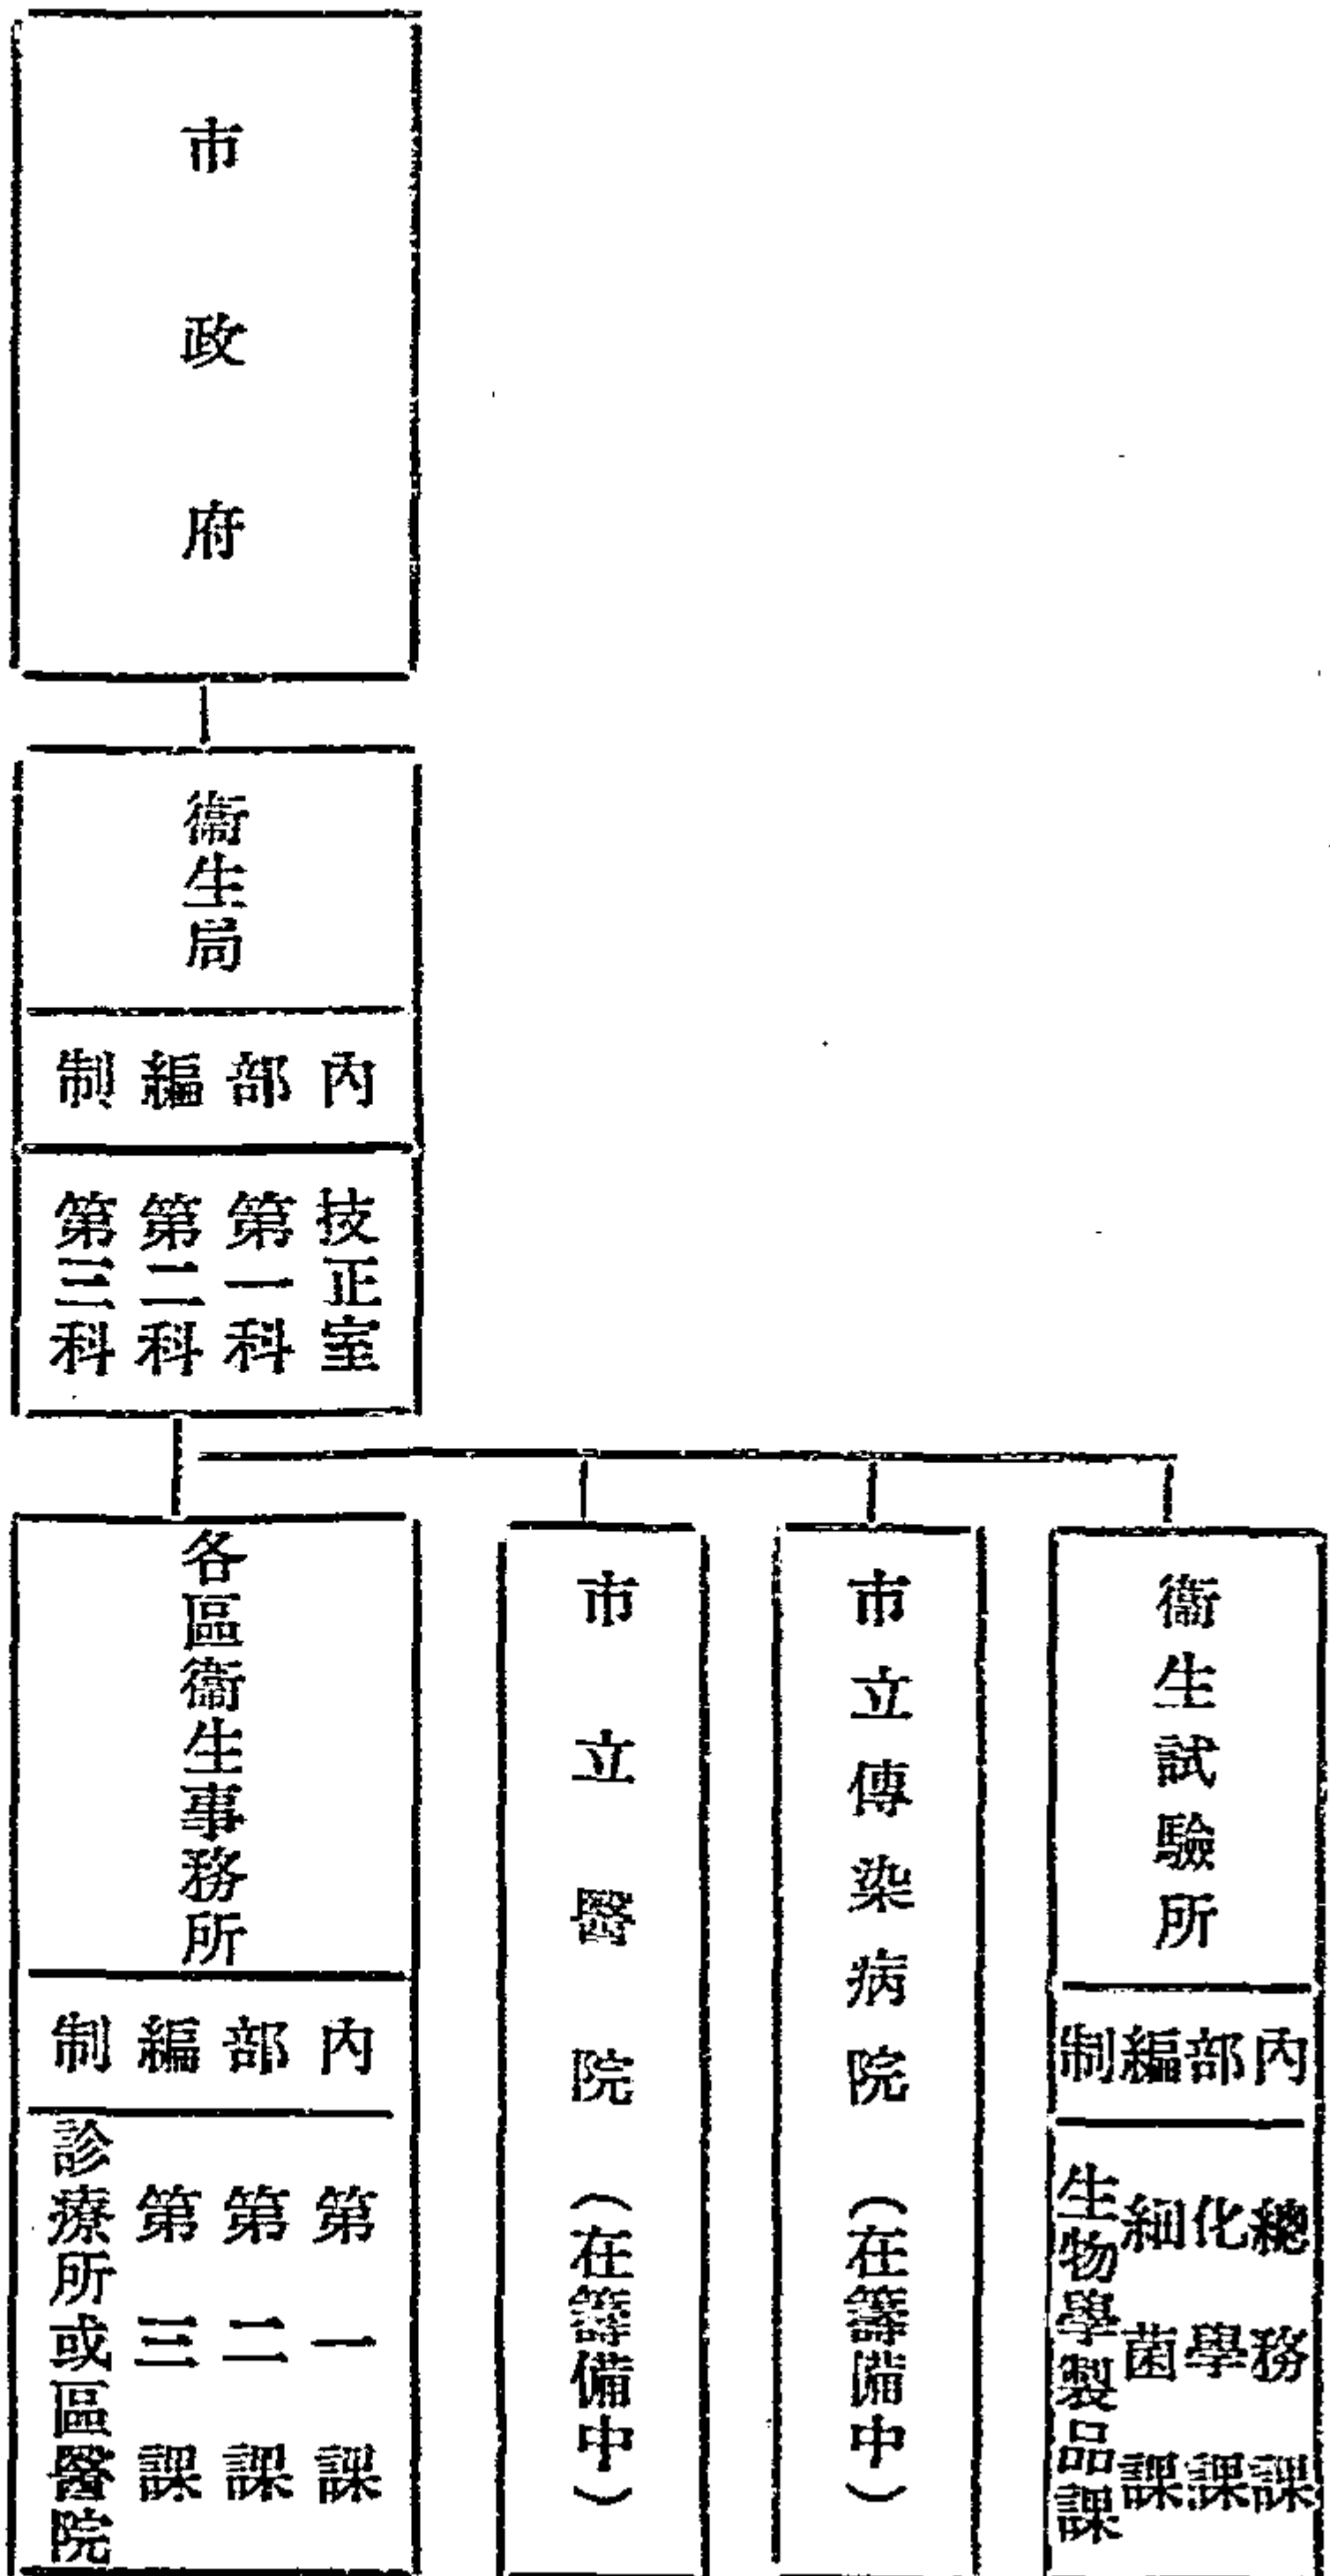 市政府
衞生局
內部編制
技正室
第一科
第二科
第三科
衞生試驗所
內部編制
總務課
化學課
細菌課
生物學製品課
市立傳染病院（在籌備中）
市立醫院（在籌備中）
各區衞生事務所
內部編制
第一課
第二課
第三課
診療所或區醫院